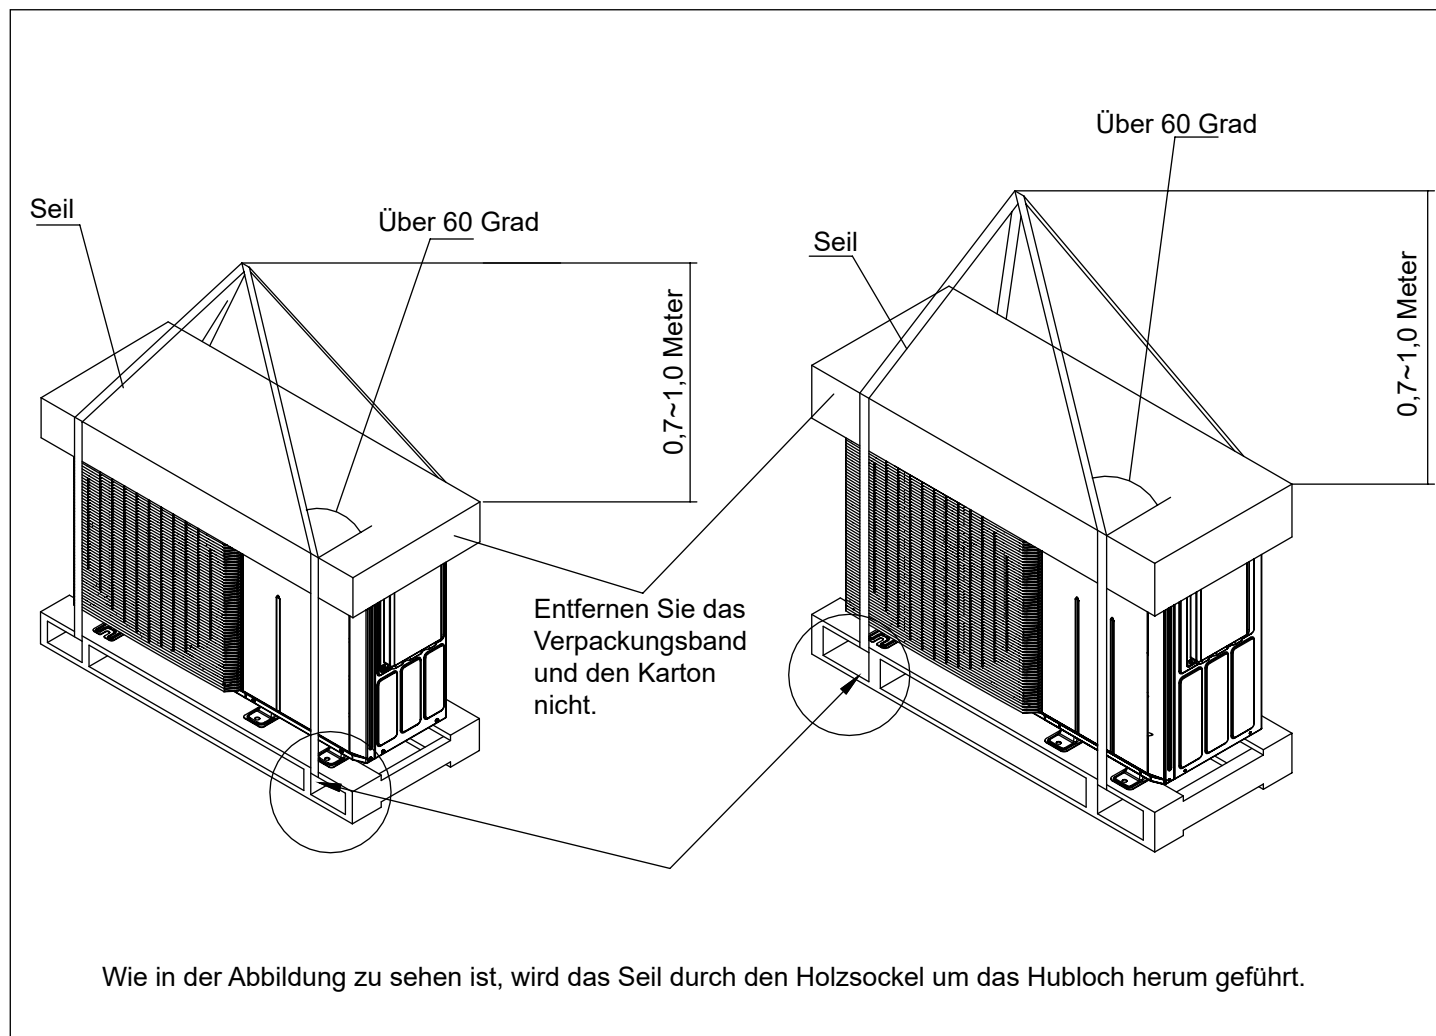 Über 60 Grad
Seil
Über 60 Grad
Seil
0,7~1,0 Meter
0,7~1,0 Meter
Entfernen Sie das
Verpackungsband
und den Karton
nicht.
Wie in der Abbildung zu sehen ist, wird das Seil durch den Holzsockel um das Hubloch herum geführt.